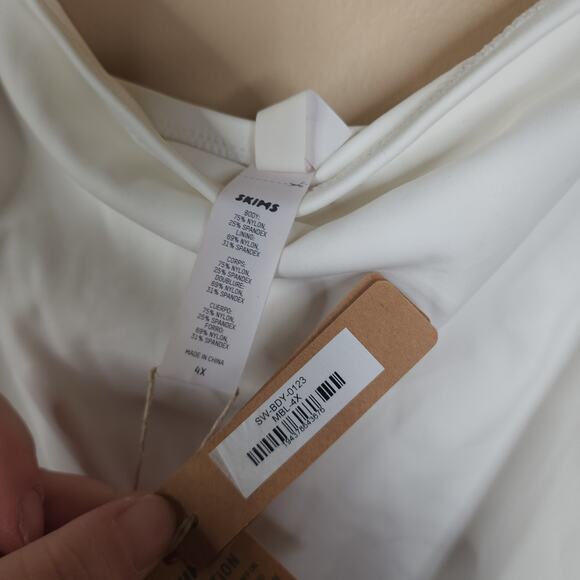 SKIMS
BODY:
75% NYLON,
25% SPANDEX
LINING:
69% NYLON,
31% SPANDEX
CORPS:
75% NYLON,
25% SPANDEX
DOUBLURE:
69% NYLON,
31% SPANDEX
CUERPO:
75% NYLON,
25% SPANDEX
FORRO:
69% NYLON,
31% SPANDEX
MADE IN CHINA
4X
SW-BDY-0123
MBL-4X
194378643676